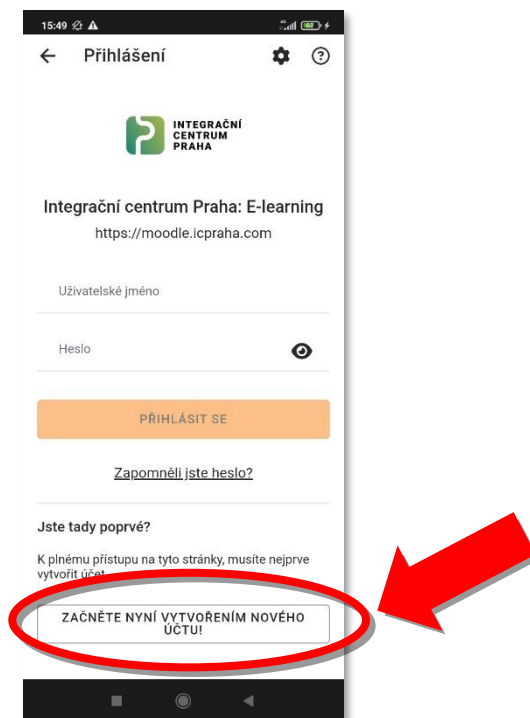 15:49
Přihlášení
INTEGRAČNÍ
CENTRUM
PRAHA
Integrační centrum Praha: E-learning
https://moodle.icpraha.com
Uživatelské jméno
Heslo
PŘIHLÁSIT SE
Zapomněli jste heslo?
Jste tady poprvé?
K plnému přístupu na tyto stránky, musíte nejprve
vytvořit účet
ZAČNĚTE NYNÍ VYTVOŘENÍM NOVÉHO
ÚČTU!